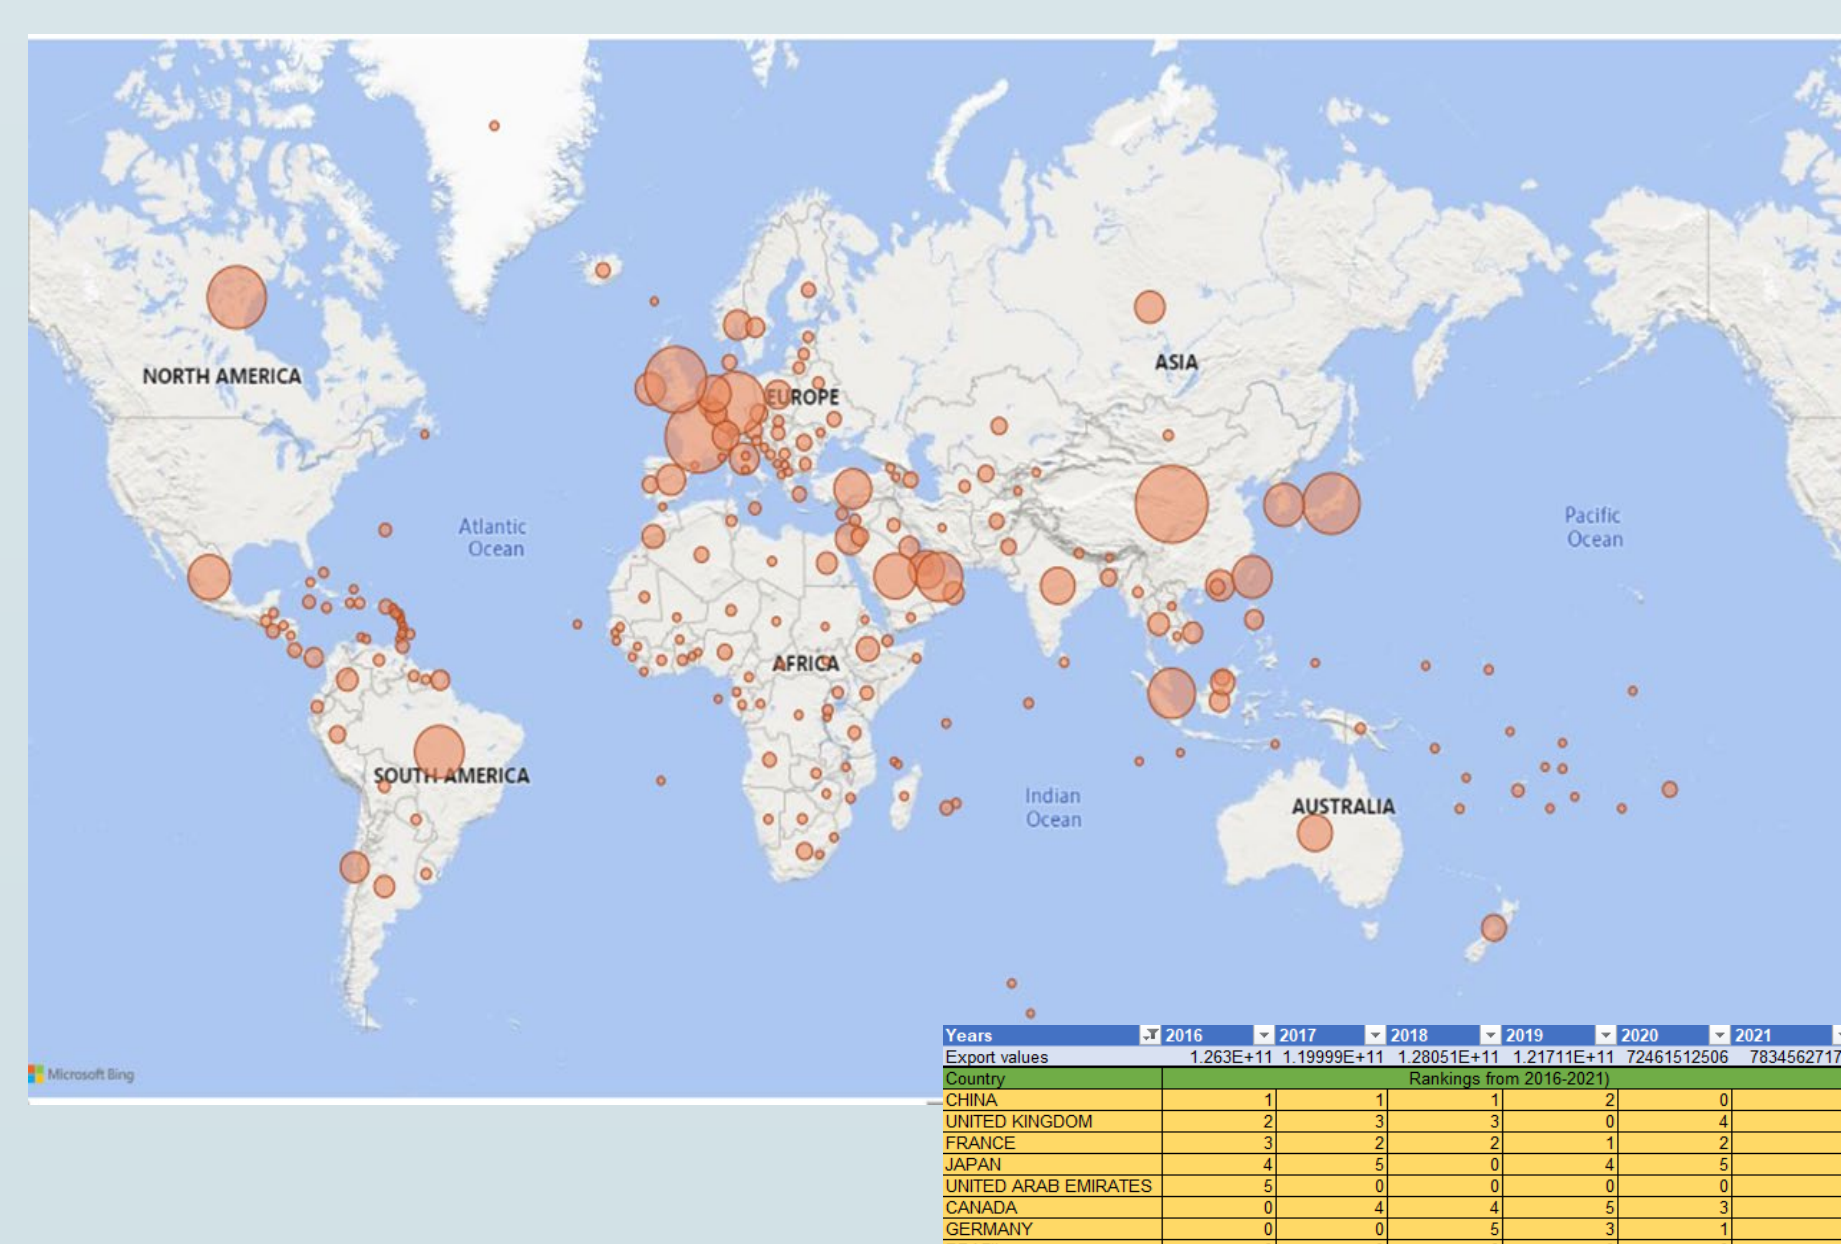 NORTH AMERICA
ASIA
EUROPE
Atlantic
Ocean
Pacific
Ocean
AFRICA
SOUTH AMERICA
Indian
Ocean
AUSTRALIA
Microsoft Bing
Years 2016 2017 2018 2019 2020 2021
Export values 1.263E+11 1.19999E+11 1.28051E+11 1.21711E+11 72461512506 7834562717
Country Rankings from 2016-2021)
CHINA 1 1 1 2 0
UNITED KINGDOM 2 3 3 0 4
FRANCE 3 2 2 1 2
JAPAN 4 5 0 4 5
UNITED ARAB EMIRATES 5 0 0 0 0
CANADA 0 4 4 5 3
GERMANY 0 0 5 3 1